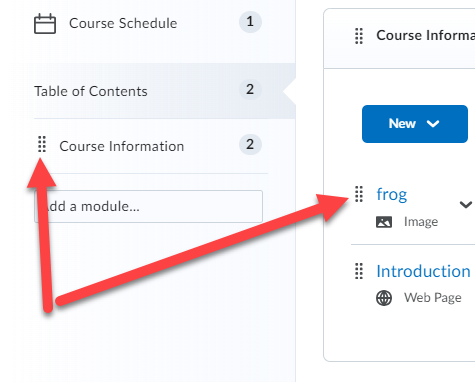 Course Schedule 1
Table of Contents 2
Course Information 2
Add a module...
Course Informa
New
frog
Image
Introduction
Web Page